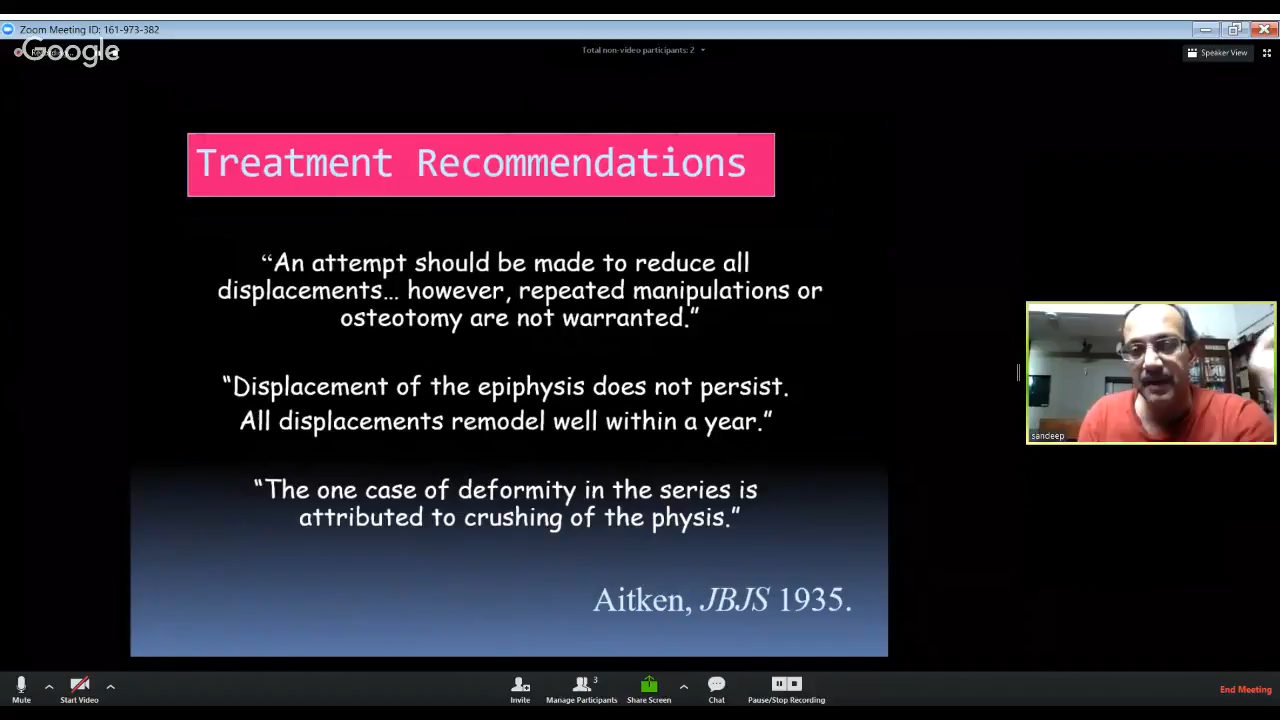 Zoom Meeting ID: 161-973-382
Google
Total non-video participants: 2
Speaker View
Treatment Recommendations
“An attempt should be made to reduce all
displacements… however, repeated manipulations or
osteotomy are not warranted.”
“Displacement of the epiphysis does not persist.
All displacements remodel well within a year.”
“The one case of deformity in the series is
attributed to crushing of the physis.”
Aitken, JBJS 1935.
sandeep
Mute
Start Video
Invite
3
Manage Participants
Share Screen
Chat
Pause/Stop Recording
End Meeting